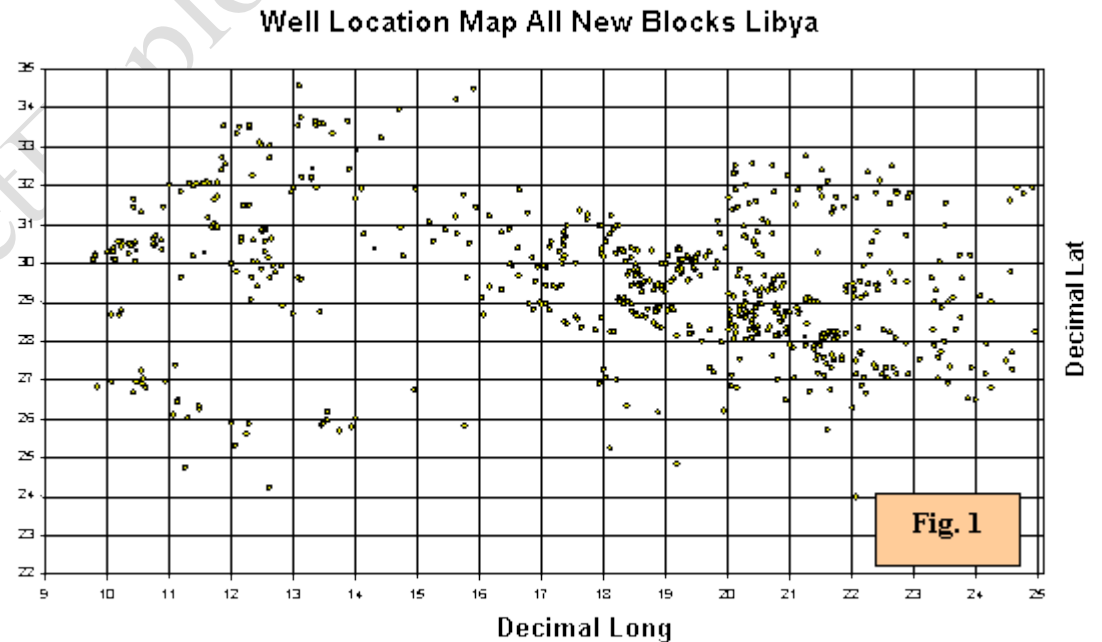 Well Location Map All New Blocks Libya
35
34
33
32
31
30
29
28
27
26
25
24
23
22
9 10 11 12 13 14 15 16 17 18 19 20 21 22 23 24 25
Decimal Long
Decimal Lat
Fig. 1